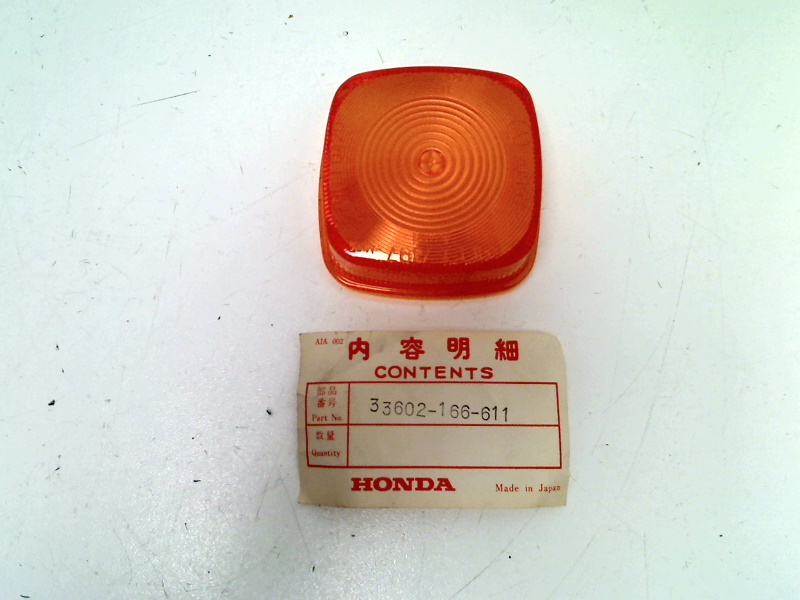 AIA 002
内容明細
CONTENTS
部品
番号
Part No.
33602-166-611
数量
Quantity
HONDA
Made in Japan